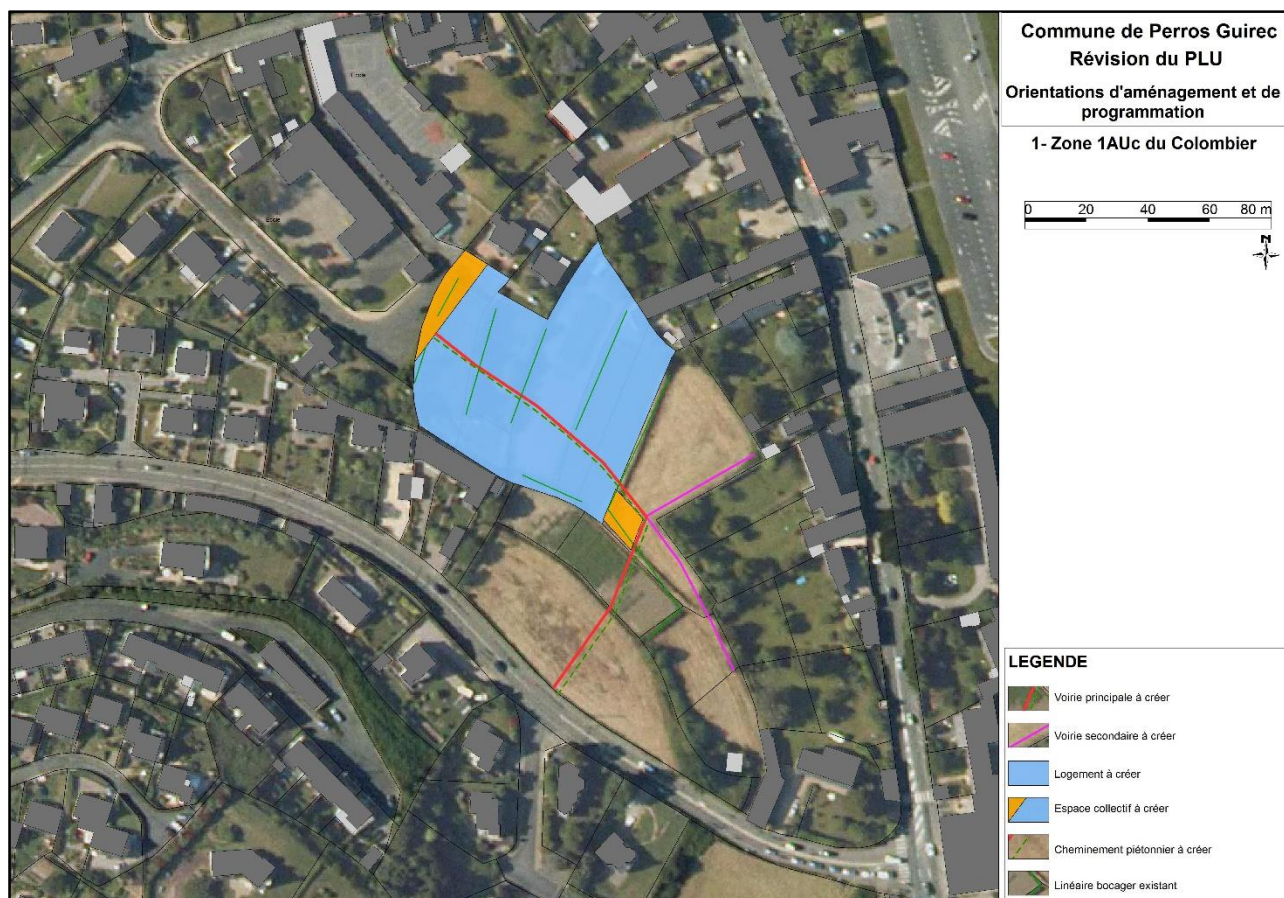 Commune de Perros Guirec
Révision du PLU
Orientations d'aménagement et de
programmation
1- Zone 1AUc du Colombier
0 20 40 60 80 m
N
Ecole
Ecole
LEGENDE
Voirie principale à créer
Voirie secondaire à créer
Logement à créer
Espace collectif à créer
Cheminement piétonnier à créer
Linéaire bocager existant